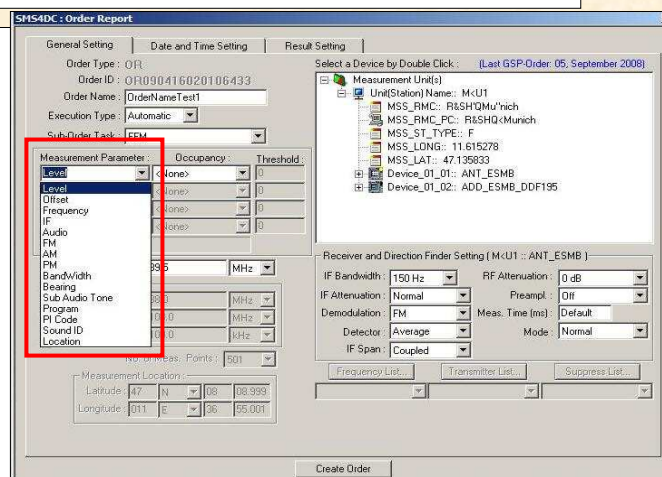 SMS4DC : Order Report
General Setting
Date and Time Setting
Result Setting
Order Type : OR
Order ID : OR090416020106433
Order Name : OrderNameTest1
Execution Type : Automatic
Sub-Order Task : FFM
Measurement Parameter :
Occupancy :
Threshold :
Level
<None>
0
Level
Offset
Frequency
IF
Audio
FM
AM
PM
BandWidth
Bearing
Sub Audio Tone
Program
PI Code
Sound ID
Location
<None>
0
<None>
0
<None>
0
MHz
MHz
MHz
kHz
No. of Meas. Points : 501
Measurement Location :
Latitude : 47 N 08 08.999
Longitude : 011 E 36 55.001
Select a Device by Double Click :
(Last GSP-Order: 05, September 2008)
Measurement Unit(s)
Unit(Station) Name:: M<U1
MSS_RMC:: R&SH'QMu''nich
MSS_RMC_PC:: R&SHQ<Munich
MSS_ST_TYPE:: F
MSS_LONG:: 11.615278
MSS_LAT:: 47.135833
Device_01_01:: ANT_ESMB
Device_01_02:: ADD_ESMB_DDF195
Receiver and Direction Finder Setting ( M<U1 :: ANT_ESMB )
IF Bandwidth : 150 Hz
RF Attenuation : 0 dB
IF Attenuation : Normal
Preampl. : Off
Demodulation : FM
Meas. Time (ms) : Default
Detector : Average
Mode : Normal
IF Span : Coupled
Frequency List...
Transmitter List...
Suppress List...
Create Order